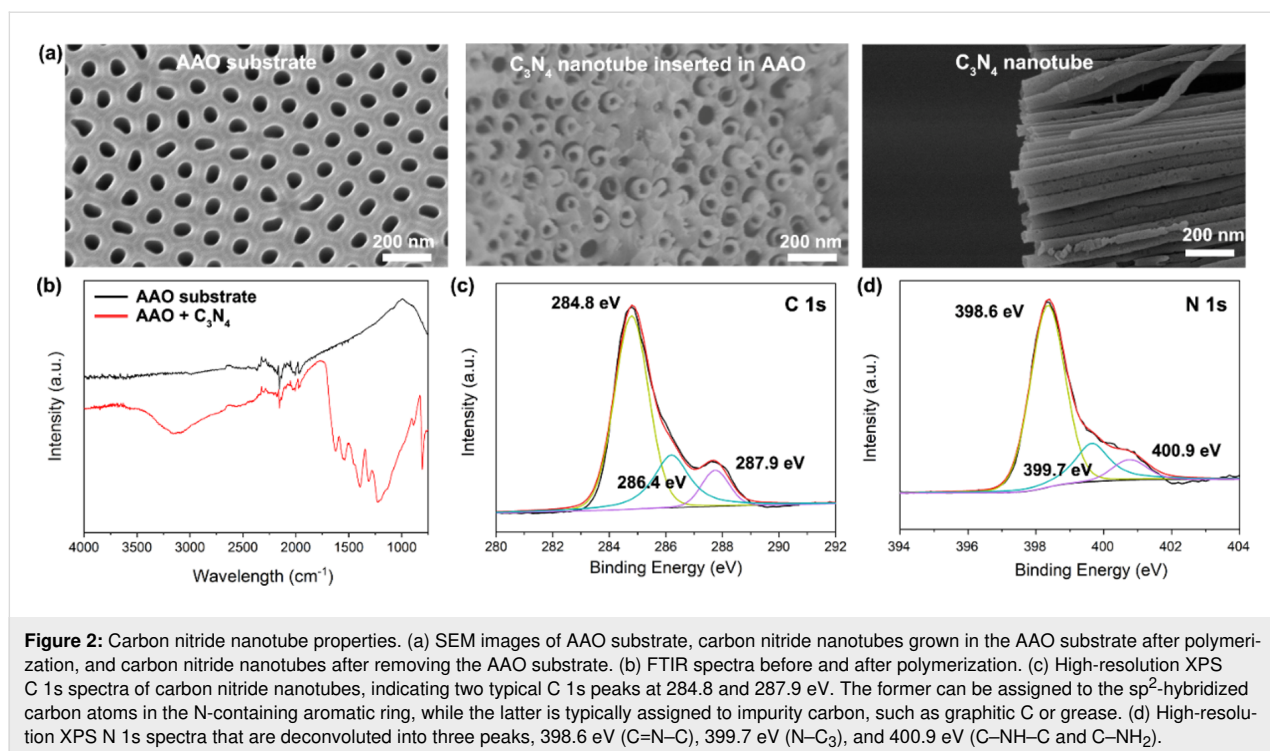 (a)
AAO substrate
C₃N₄ nanotube inserted in AAO
C₃N₄ nanotube
200 nm
200 nm
200 nm
(b)
AAO substrate
AAO + C₃N₄
Intensity (a.u.)
4000 3500 3000 2500 2000 1500 1000
Wavelength (cm⁻¹)
(c)
C 1s
284.8 eV
286.4 eV
287.9 eV
Intensity (a.u.)
280 282 284 286 288 290 292
Binding Energy (eV)
(d)
N 1s
398.6 eV
399.7 eV
400.9 eV
Intensity (a.u.)
394 396 398 400 402 404
Binding Energy (eV)
Figure 2: Carbon nitride nanotube properties. (a) SEM images of AAO substrate, carbon nitride nanotubes grown in the AAO substrate after polymeri-
zation, and carbon nitride nanotubes after removing the AAO substrate. (b) FTIR spectra before and after polymerization. (c) High-resolution XPS
C 1s spectra of carbon nitride nanotubes, indicating two typical C 1s peaks at 284.8 and 287.9 eV. The former can be assigned to the sp²-hybridized
carbon atoms in the N-containing aromatic ring, while the latter is typically assigned to impurity carbon, such as graphitic C or grease. (d) High-resolu-
tion XPS N 1s spectra that are deconvoluted into three peaks, 398.6 eV (C=N–C), 399.7 eV (N–C₃), and 400.9 eV (C–NH–C and C–NH₂).